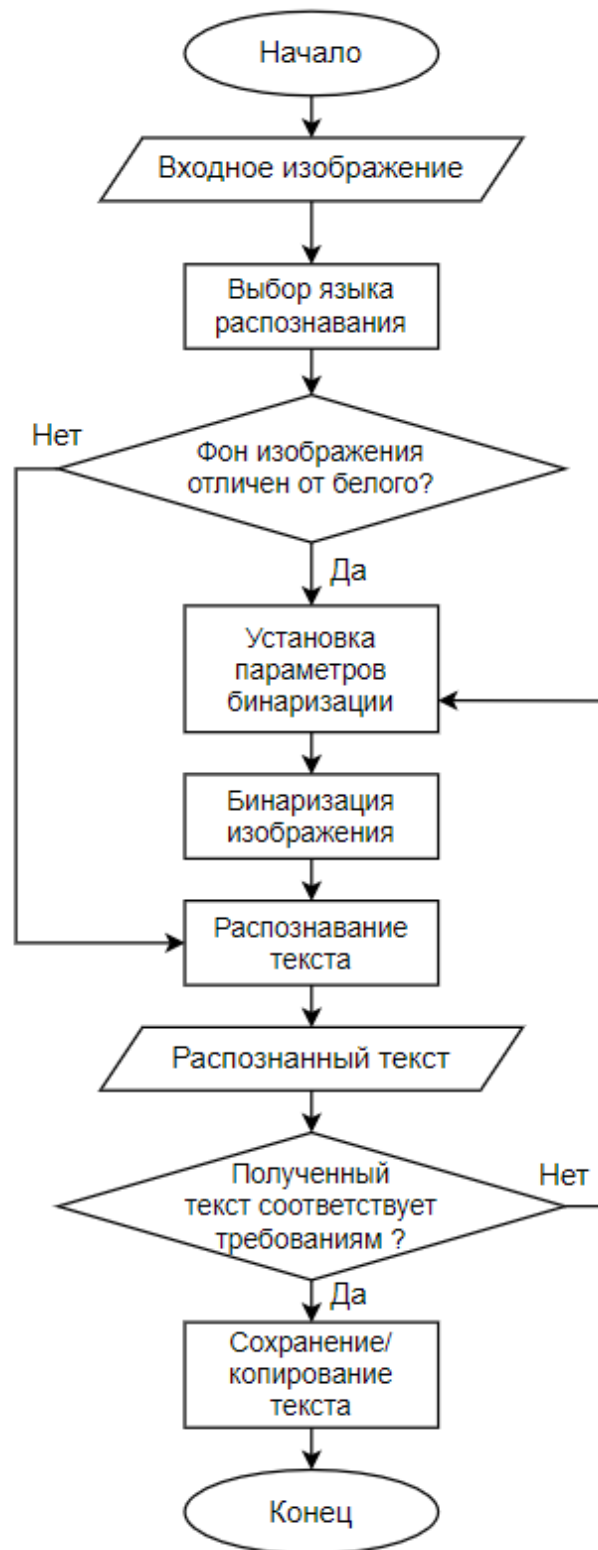 Начало
Входное изображение
Выбор языка
распознавания
Нет
Фон изображения
отличен от белого?
Да
Установка
параметров
бинаризации
Бинаризация
изображения
Распознавание
текста
Распознанный текст
Полученный
текст соответствует
требованиям ?
Нет
Да
Сохранение/
копирование
текста
Конец